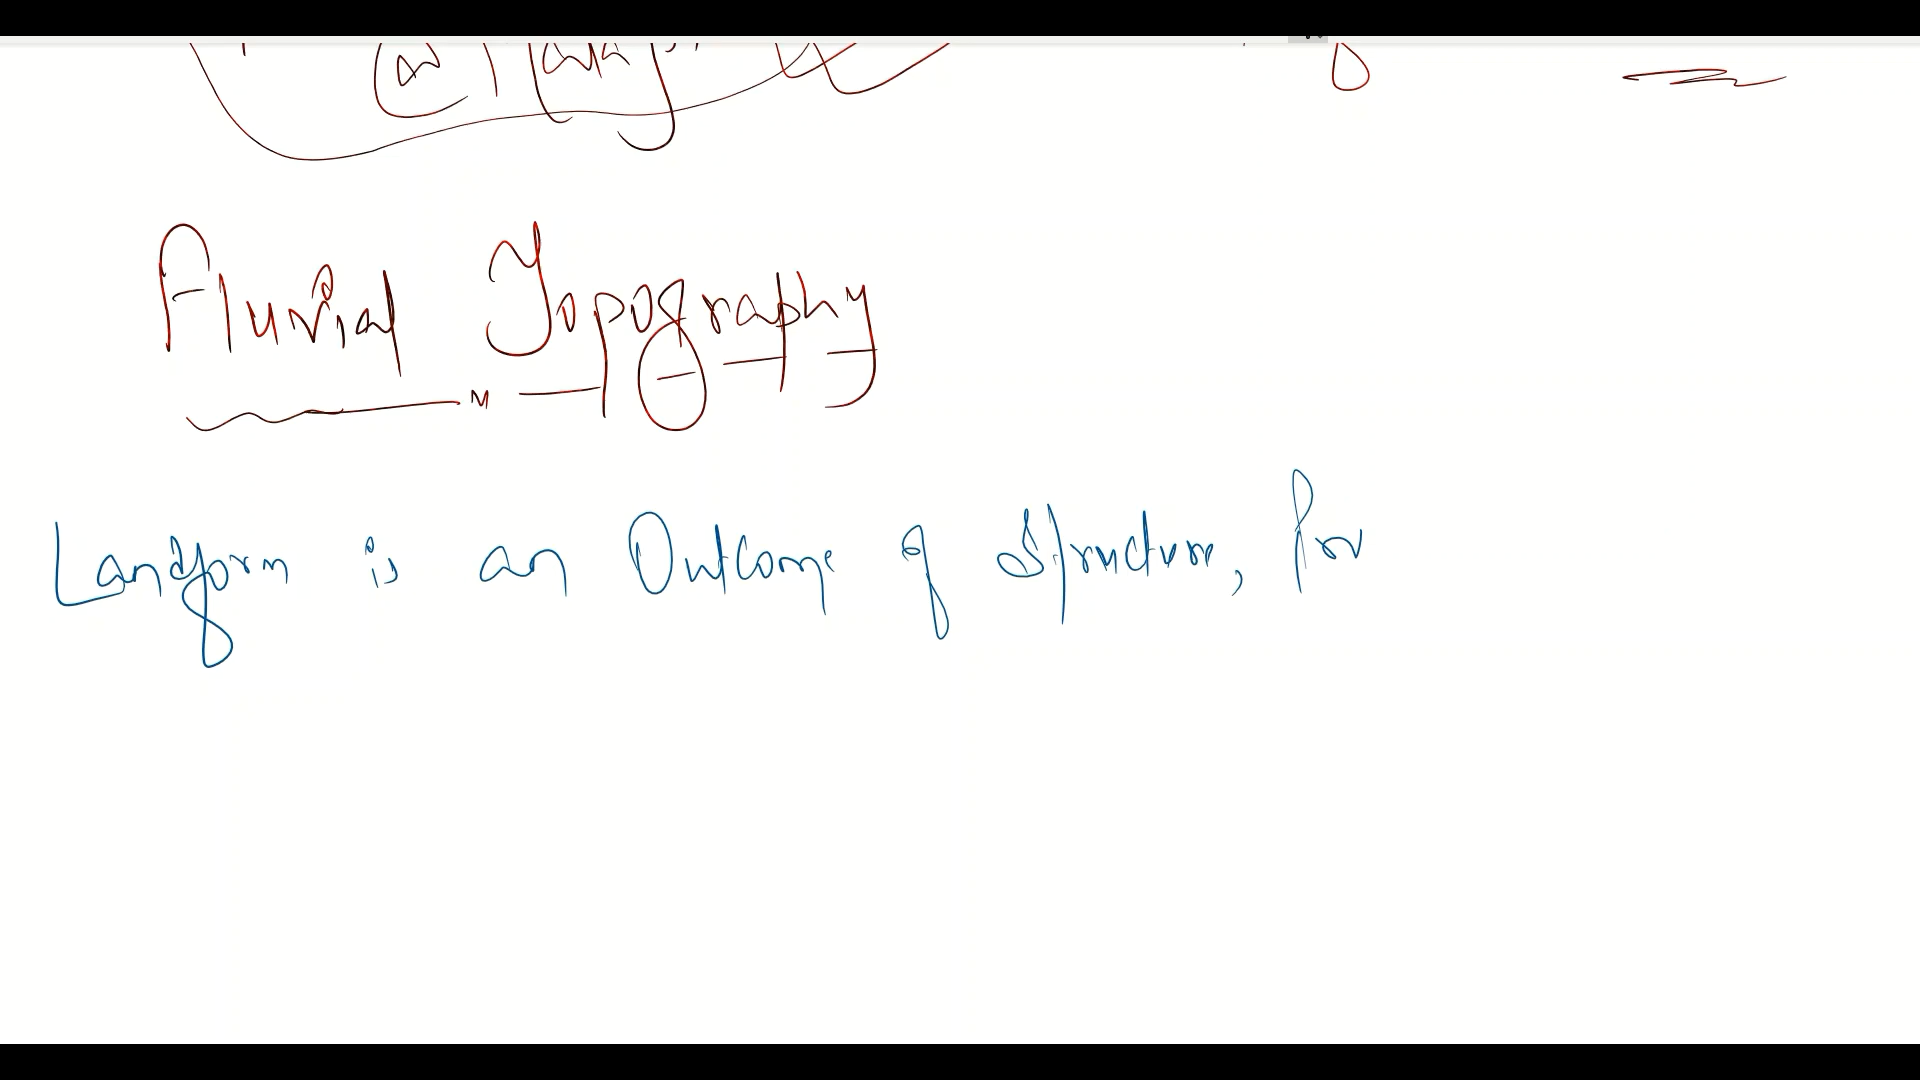 Fluvial Topography
Landform is an Outcome of Structure, Pro